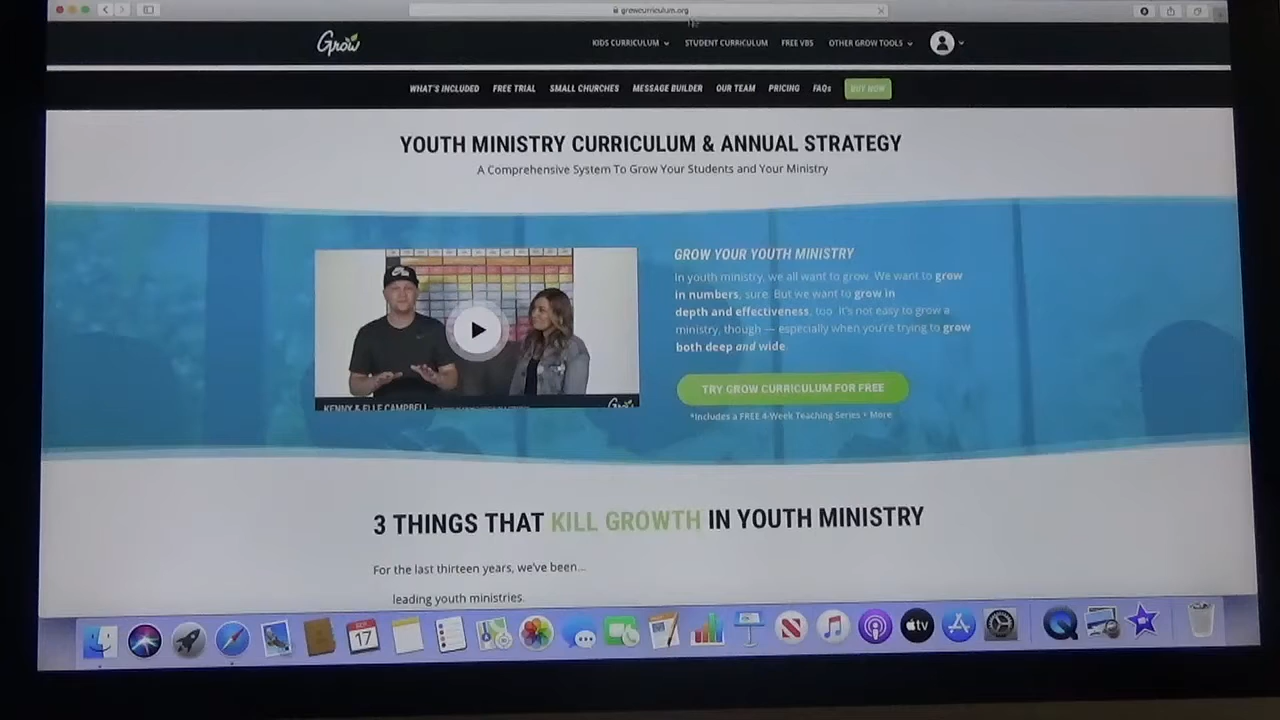 growcurriculum.org
Grow
KIDS CURRICULUM
STUDENT CURRICULUM
FREE VBS
OTHER GROW TOOLS
WHAT'S INCLUDED
FREE TRIAL
SMALL CHURCHES
MESSAGE BUILDER
OUR TEAM
PRICING
FAQs
BUY NOW
YOUTH MINISTRY CURRICULUM & ANNUAL STRATEGY
A Comprehensive System To Grow Your Students and Your Ministry
GROW YOUR YOUTH MINISTRY
In youth ministry, we all want to grow. We want to grow
in numbers, sure. But we want to grow in
depth and effectiveness, too. It's not easy to grow a
ministry, though — especially when you're trying to grow
both deep and wide.
KENNY & ELLE CAMPBELL
Grow
TRY GROW CURRICULUM FOR FREE
*Includes a FREE 4-Week Teaching Series + More
3 THINGS THAT KILL GROWTH IN YOUTH MINISTRY
For the last thirteen years, we've been...
leading youth ministries.
17
tv